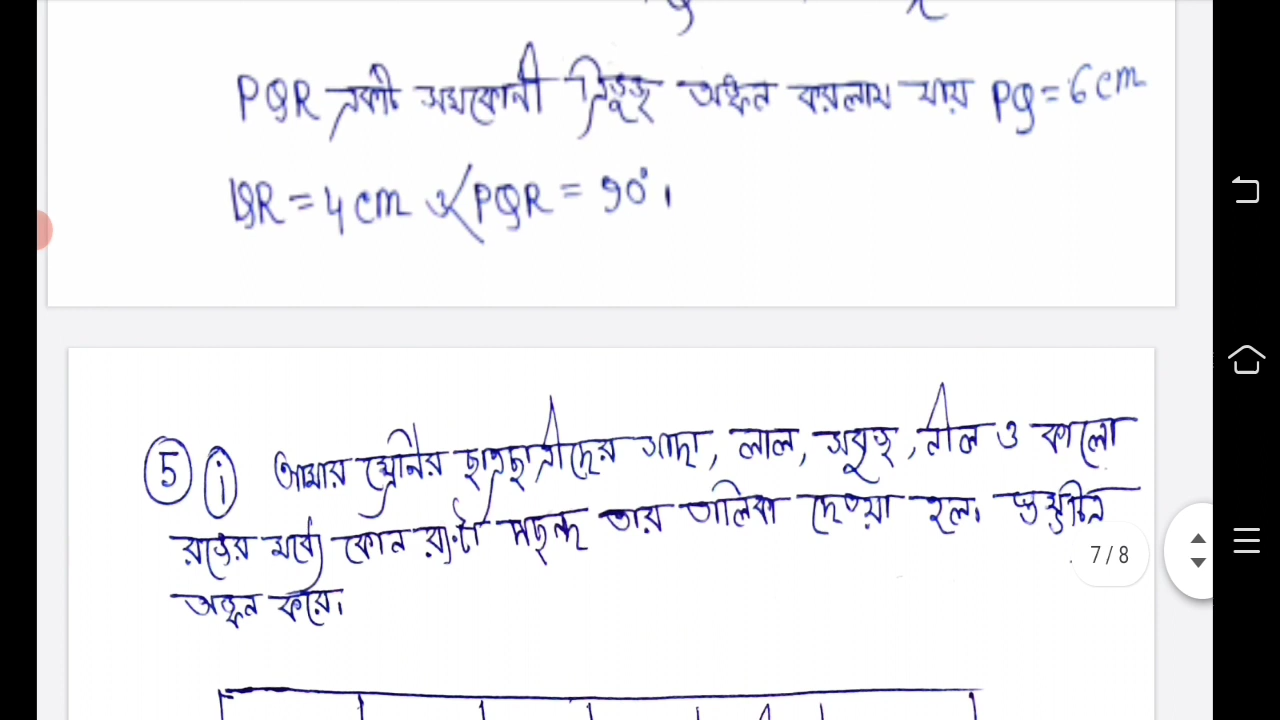 PQR একটা সমকোনী ত্রিভুজ অঙ্কন করলাম যার PQ = 6cm
QR = 4cm ও ∠PQR = 90°।
5 i আমার শ্রেনির ছাত্রছাত্রীদের সাদা, লাল, সবুজ, নীল ও কালো
রঙের মধ্যে কোন রংটা পছন্দ তার তালিকা দেওয়া হল। স্তম্ভচিত্র
7 / 8
অঙ্কন করো।